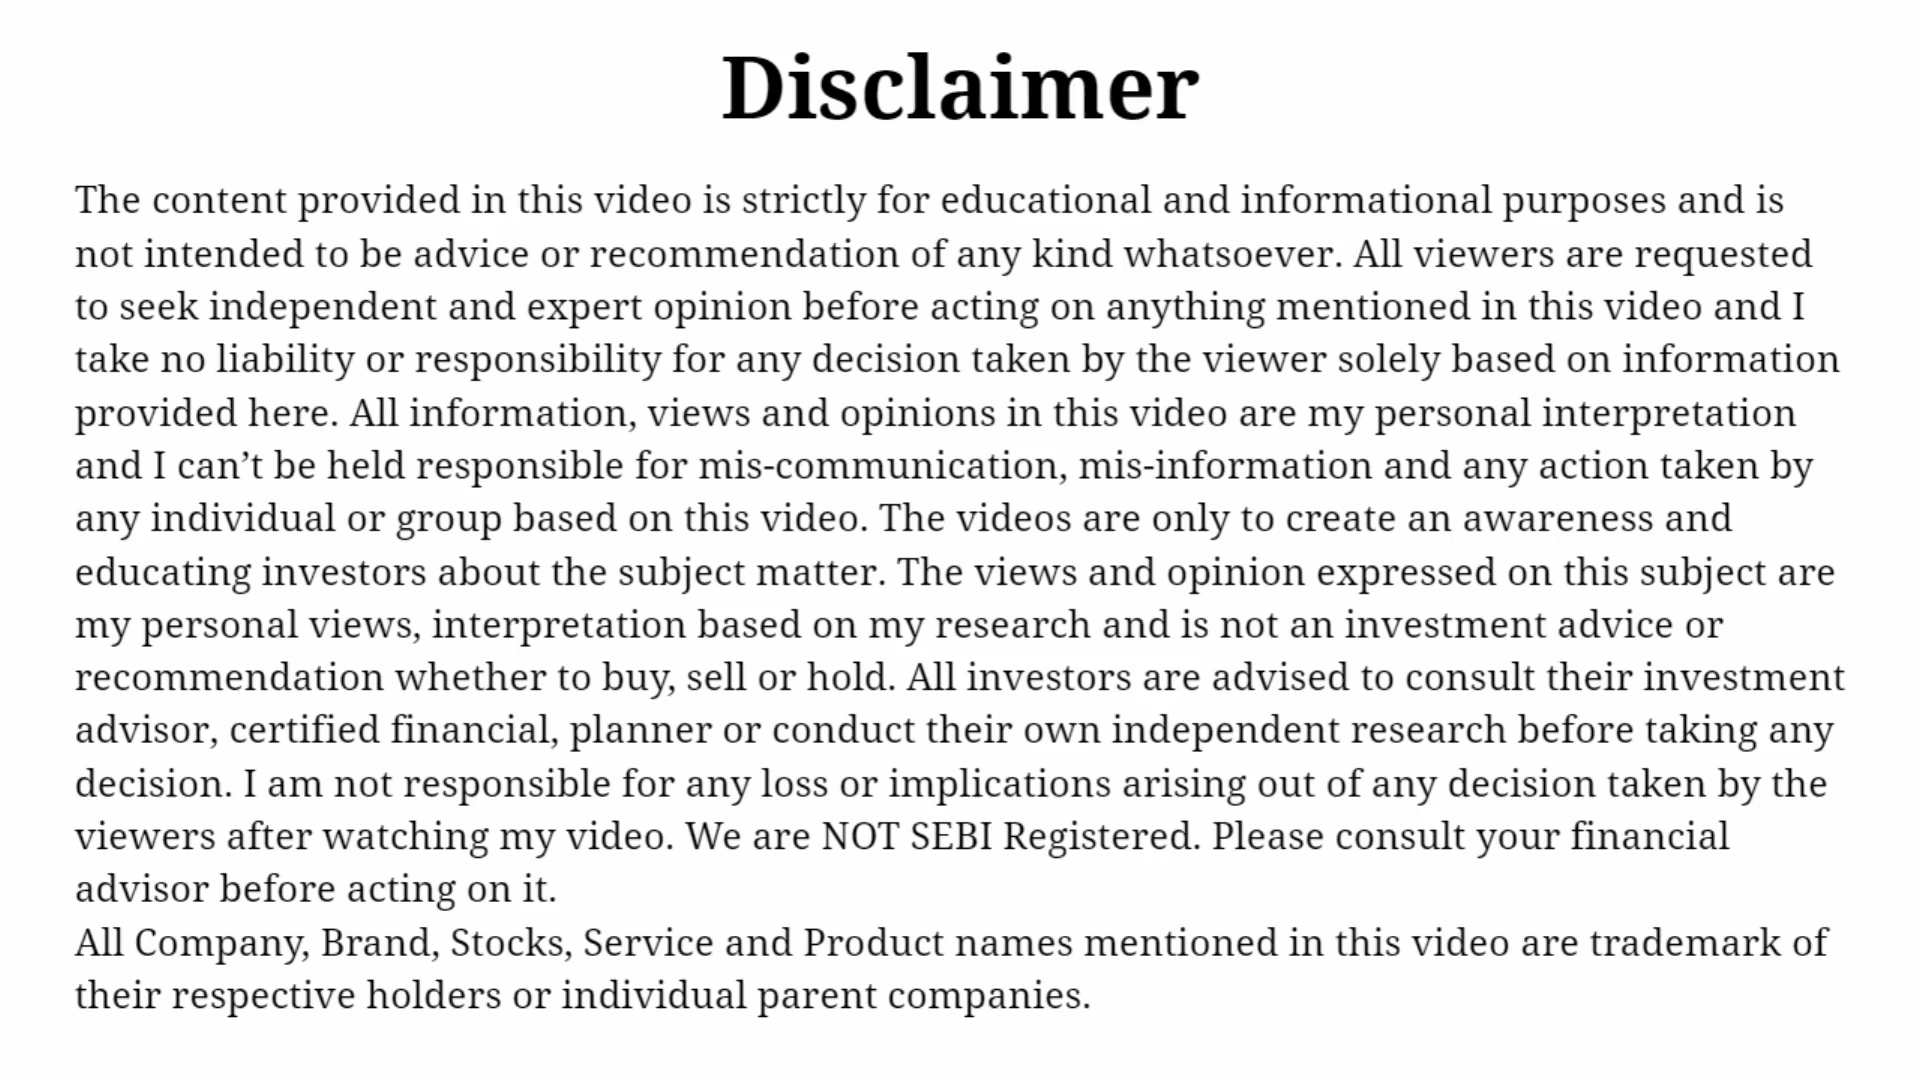 Disclaimer
The content provided in this video is strictly for educational and informational purposes and is
not intended to be advice or recommendation of any kind whatsoever. All viewers are requested
to seek independent and expert opinion before acting on anything mentioned in this video and I
take no liability or responsibility for any decision taken by the viewer solely based on information
provided here. All information, views and opinions in this video are my personal interpretation
and I can’t be held responsible for mis-communication, mis-information and any action taken by
any individual or group based on this video. The videos are only to create an awareness and
educating investors about the subject matter. The views and opinion expressed on this subject are
my personal views, interpretation based on my research and is not an investment advice or
recommendation whether to buy, sell or hold. All investors are advised to consult their investment
advisor, certified financial, planner or conduct their own independent research before taking any
decision. I am not responsible for any loss or implications arising out of any decision taken by the
viewers after watching my video. We are NOT SEBI Registered. Please consult your financial
advisor before acting on it.
All Company, Brand, Stocks, Service and Product names mentioned in this video are trademark of
their respective holders or individual parent companies.